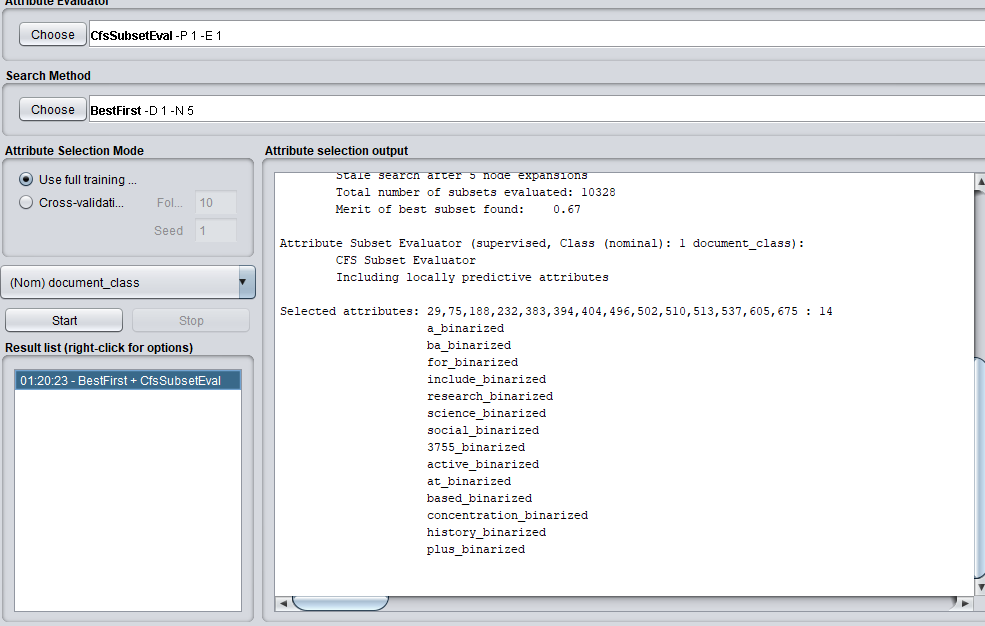 Attribute Evaluator
Choose CfsSubsetEval -P 1 -E 1
Search Method
Choose BestFirst -D 1 -N 5
Attribute Selection Mode
Use full training ...
Cross-validati... Fol... 10
Seed 1
(Nom) document_class
Start Stop
Result list (right-click for options)
01:20:23 - BestFirst + CfsSubsetEval
Attribute selection output
Stale search after 5 node expansions
Total number of subsets evaluated: 10328
Merit of best subset found: 0.67
Attribute Subset Evaluator (supervised, Class (nominal): 1 document_class):
CFS Subset Evaluator
Including locally predictive attributes
Selected attributes: 29,75,188,232,383,394,404,496,502,510,513,537,605,675 : 14
a_binarized
ba_binarized
for_binarized
include_binarized
research_binarized
science_binarized
social_binarized
3755_binarized
active_binarized
at_binarized
based_binarized
concentration_binarized
history_binarized
plus_binarized